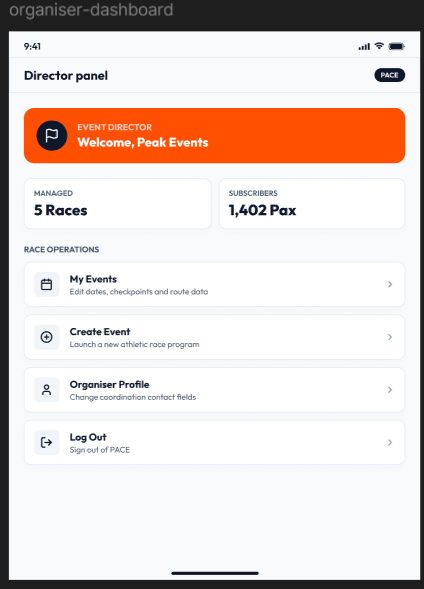 organiser-dashboard
9:41
Director panel
PACE
EVENT DIRECTOR
Welcome, Peak Events
MANAGED
5 Races
SUBSCRIBERS
1,402 Pax
RACE OPERATIONS
My Events
Edit dates, checkpoints and route data
Create Event
Launch a new athletic race program
Organiser Profile
Change coordination contact fields
Log Out
Sign out of PACE